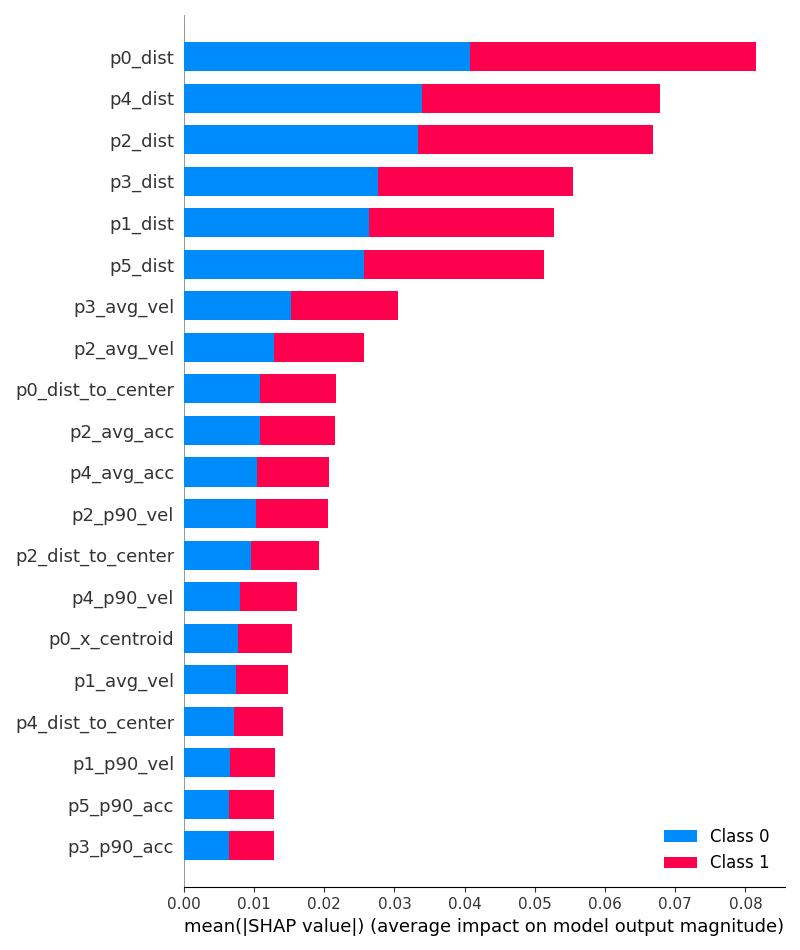 p0_dist
p4_dist
p2_dist
p3_dist
p1_dist
p5_dist
p3_avg_vel
p2_avg_vel
p0_dist_to_center
p2_avg_acc
p4_avg_acc
p2_p90_vel
p2_dist_to_center
p4_p90_vel
p0_x_centroid
p1_avg_vel
p4_dist_to_center
p1_p90_vel
p5_p90_acc
p3_p90_acc
Class 0
Class 1
0.00 0.01 0.02 0.03 0.04 0.05 0.06 0.07 0.08
mean(|SHAP value|) (average impact on model output magnitude)